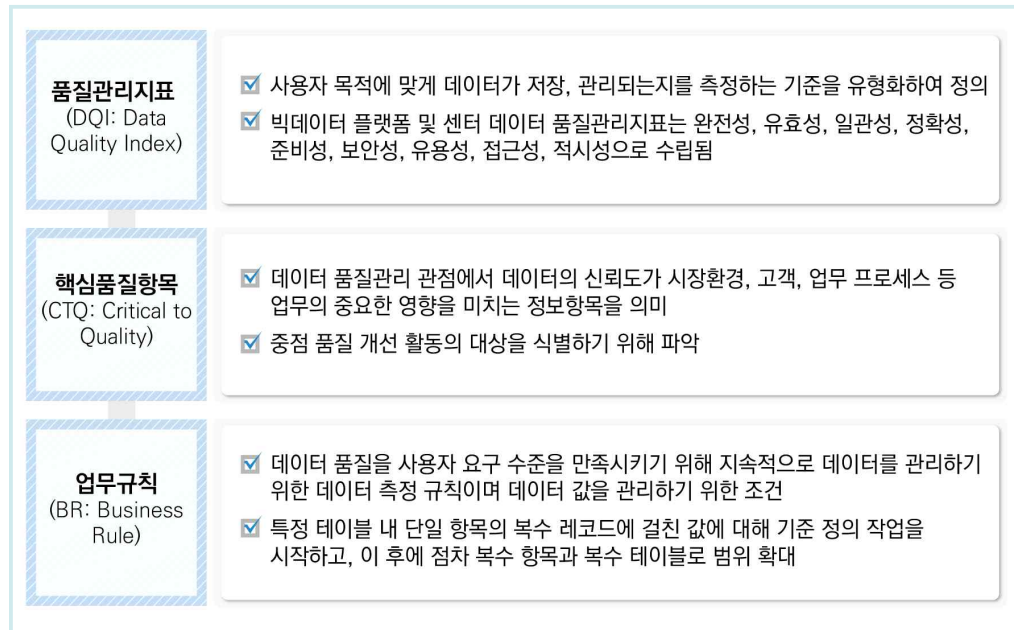 품질관리지표
(DQI: Data
Quality Index)
사용자 목적에 맞게 데이터가 저장, 관리되는지를 측정하는 기준을 유형화하여 정의
빅데이터 플랫폼 및 센터 데이터 품질관리지표는 완전성, 유효성, 일관성, 정확성,
준비성, 보안성, 유용성, 접근성, 적시성으로 수립됨
핵심품질항목
(CTQ: Critical to
Quality)
데이터 품질관리 관점에서 데이터의 신뢰도가 시장환경, 고객, 업무 프로세스 등
업무의 중요한 영향을 미치는 정보항목을 의미
중점 품질 개선 활동의 대상을 식별하기 위해 파악
업무규칙
(BR: Business
Rule)
데이터 품질을 사용자 요구 수준을 만족시키기 위해 지속적으로 데이터를 관리하기
위한 데이터 측정 규칙이며 데이터 값을 관리하기 위한 조건
특정 테이블 내 단일 항목의 복수 레코드에 걸친 값에 대해 기준 정의 작업을
시작하고, 이 후에 점차 복수 항목과 복수 테이블로 범위 확대